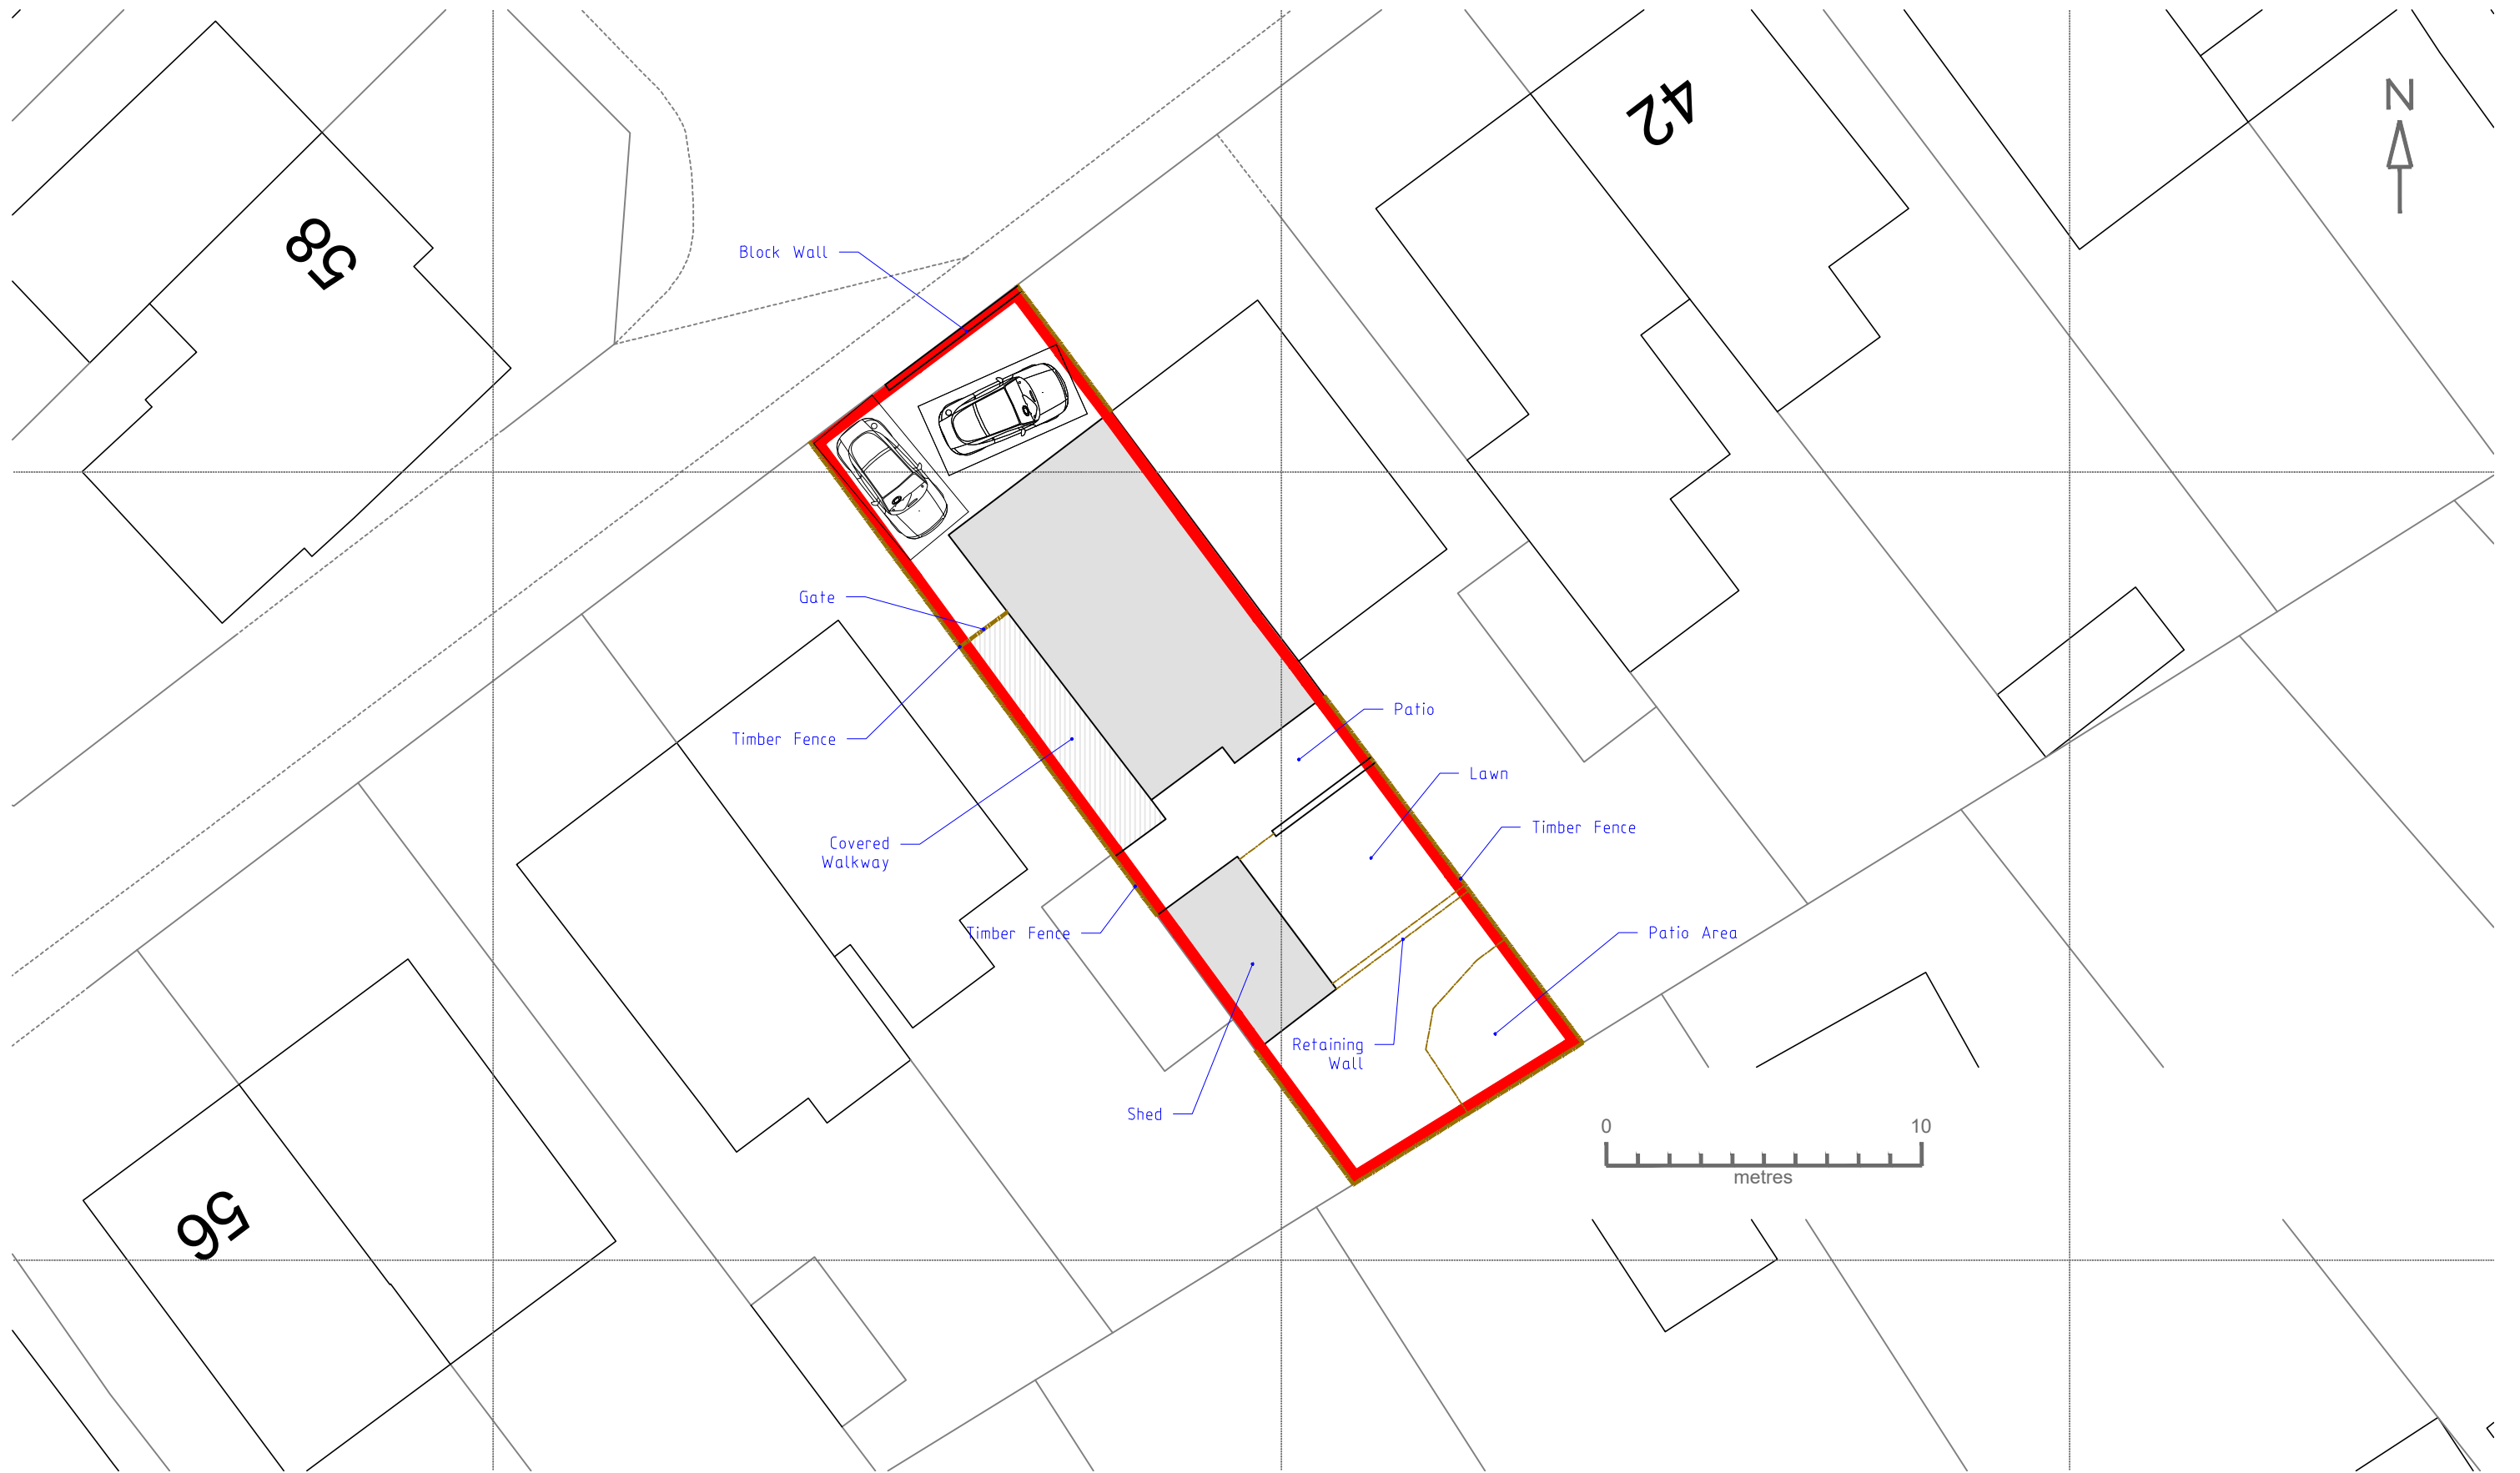 42
N
58
Block Wall
Gate
Patio
Timber Fence
Lawn
Timber Fence
Covered
Walkway
Timber Fence
Patio Area
Retaining
Wall
Shed
0 10
metres
56